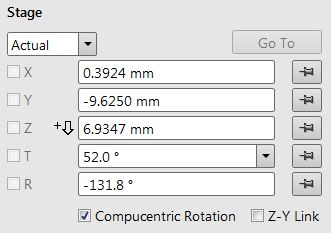 Stage
Actual Go To
X 0.3924 mm
Y -9.6250 mm
Z 6.9347 mm
T 52.0 °
R -131.8 °
Compucentric Rotation Z-Y Link